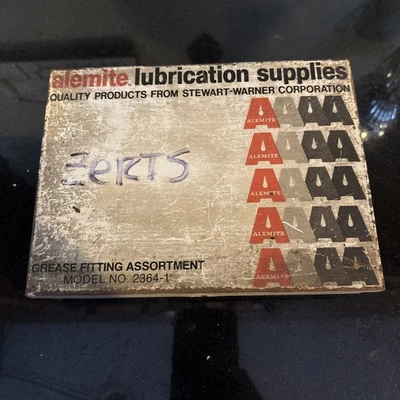 alemite lubrication supplies
QUALITY PRODUCTS FROM STEWART-WARNER CORPORATION
ALEMITE
ALEMITE
ZERTS
ALEMITE
ALEMITE
ALEMITE
GREASE FITTING ASSORTMENT
MODEL NO. 2364-1